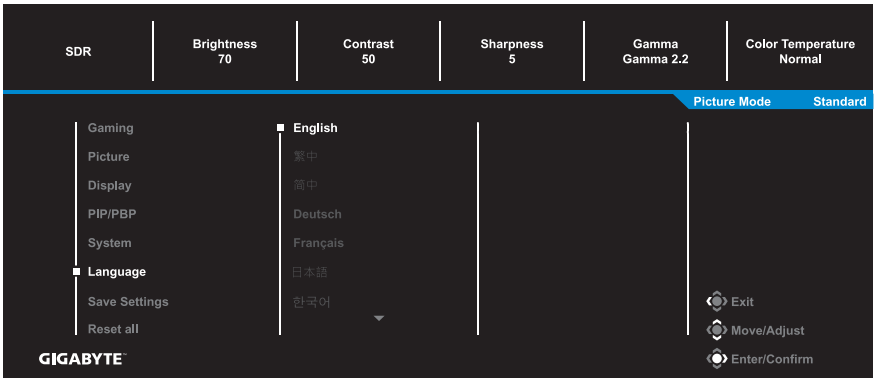 SDR
Brightness
70
Contrast
50
Sharpness
5
Gamma
Gamma 2.2
Color Temperature
Normal
Picture Mode Standard
Gaming
Picture
Display
PIP/PBP
System
Language
Save Settings
Reset all
English
繁中
简中
Deutsch
Français
日本語
한국어
Exit
Move/Adjust
Enter/Confirm
GIGABYTE™